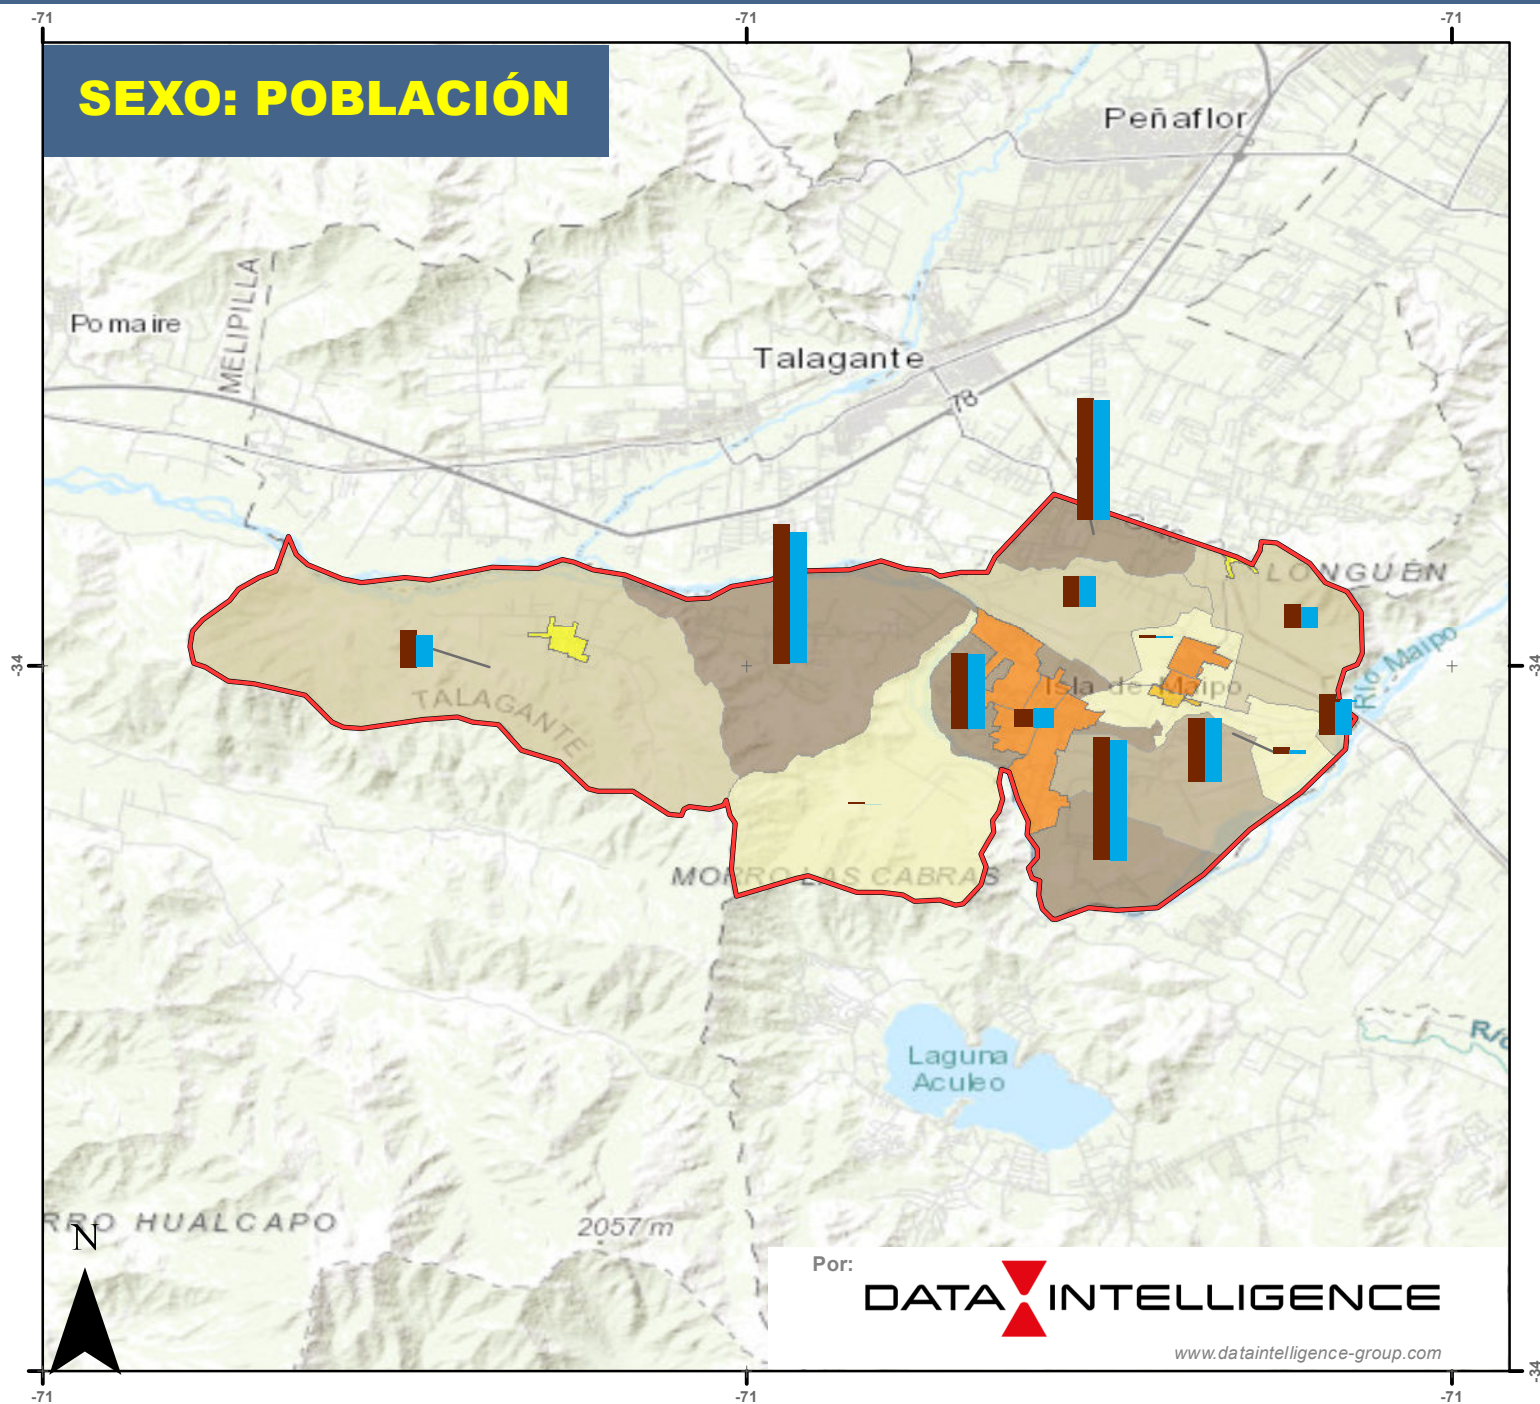 -71
-71
-71
SEXO: POBLACIÓN
Peñaflor
MELIPILLA
Pomaire
Talagante
78
LONGUÉN
-34
-34
Río Maipo
Isla de Maipo
TALAGANTE
MORRO LAS CABRAS
Laguna
Aculeo
RRO HUALCAPO
2057 m
N
Por:
DATA INTELLIGENCE
www.dataintelligence-group.com
-34
-71
-71
-71